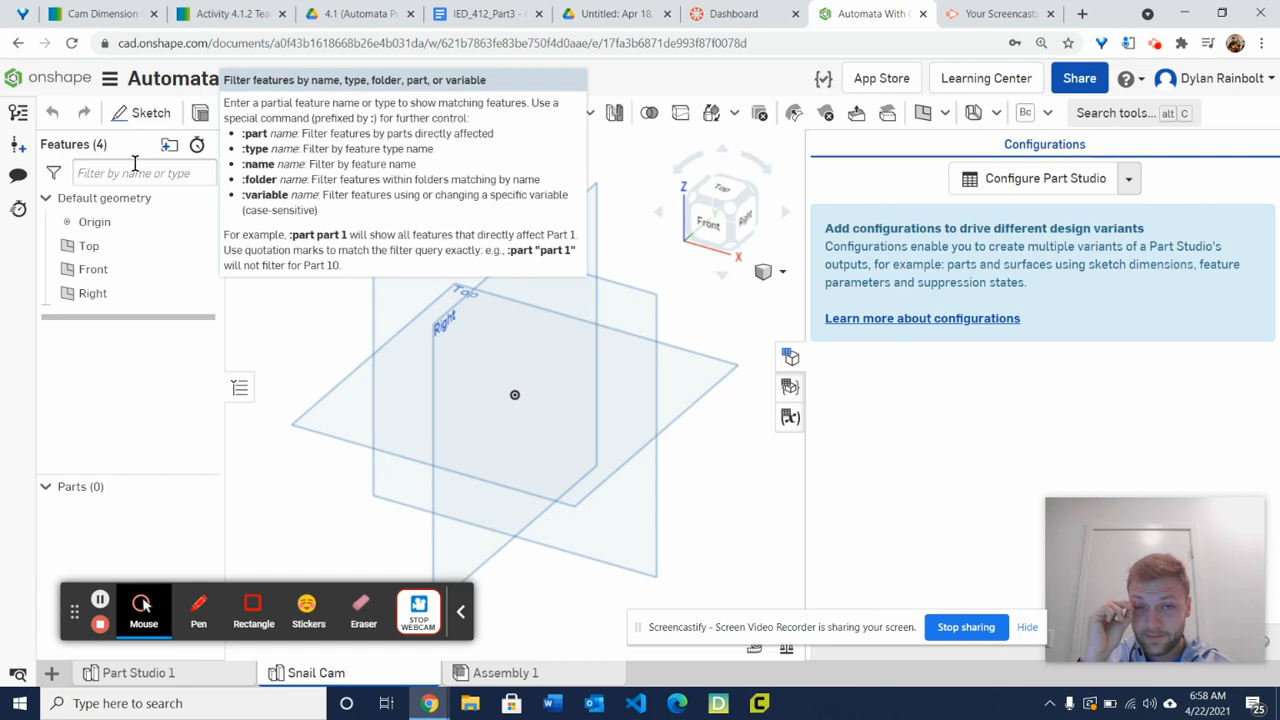 Cam Dimension D
Activity 4.1.2 Tea
4.1 (Automata P
IED_412_Part3 - G
Untitled: Apr 18,
Dashboard
Automata With C
Your Screencasts
cad.onshape.com/documents/a0f43b1618668b26e4b031da/w/621b7863fe83be750f4d0aae/e/17fa3b6871de993f87f0078d
onshape
Automata
App Store
Learning Center
Share
Dylan Rainbolt
Sketch
Search tools... alt C
Filter features by name, type, folder, part, or variable
Enter a partial feature name or type to show matching features. Use a
special command (prefixed by :) for further control:
• :part name: Filter features by parts directly affected
• :type name: Filter by feature type name
• :name name: Filter by feature name
• :folder name: Filter features within folders matching by name
• :variable name: Filter features using or changing a specific variable
(case-sensitive)
For example, :part part 1 will show all features that directly affect Part 1.
Use quotation marks to match the filter query exactly: e.g., :part "part 1"
will not filter for Part 10.
Features (4)
Filter by name or type
Default geometry
Origin
Top
Front
Right
Parts (0)
Top
Right
Z
Top
Front
Right
Y
X
Configurations
Configure Part Studio
Add configurations to drive different design variants
Configurations enable you to create multiple variants of a Part Studio's
outputs, for example: parts and surfaces using sketch dimensions, feature
parameters and suppression states.
Learn more about configurations
Mouse
Pen
Rectangle
Stickers
Eraser
STOP
WEBCAM
Screencastify - Screen Video Recorder is sharing your screen.
Stop sharing
Hide
Part Studio 1
Snail Cam
Assembly 1
Type here to search
6:58 AM
4/22/2021
25